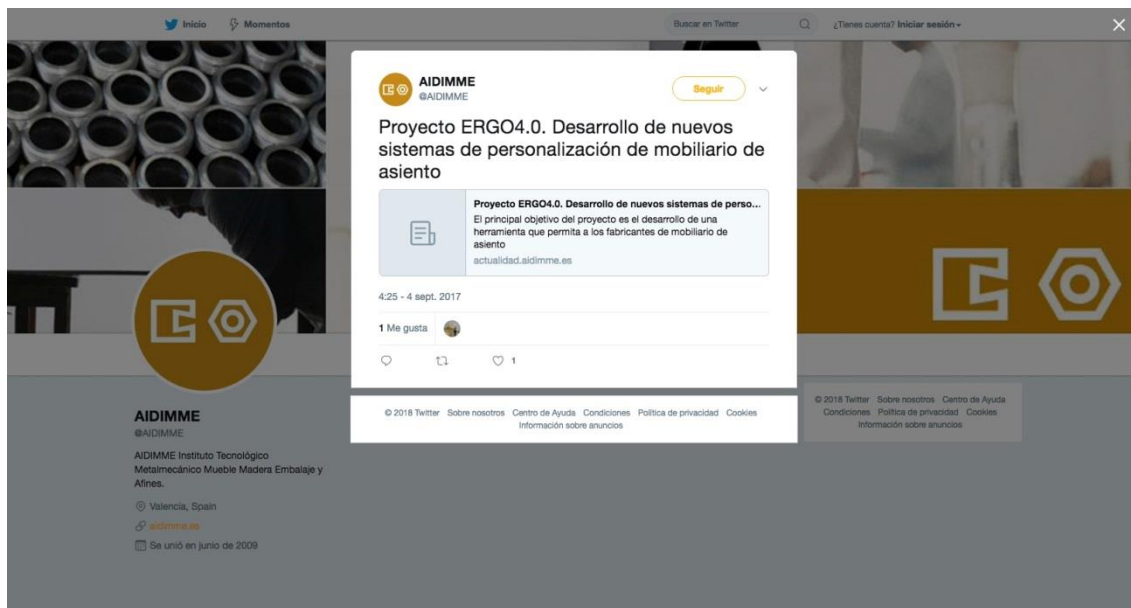 Inicio Momentos Buscar en Twitter ¿Tienes cuenta? Iniciar sesión
AIDIMME
@AIDIMME
Seguir
Proyecto ERGO4.0. Desarrollo de nuevos
sistemas de personalización de mobiliario de
asiento
Proyecto ERGO4.0. Desarrollo de nuevos sistemas de perso...
El principal objetivo del proyecto es el desarrollo de una
herramienta que permita a los fabricantes de mobiliario de
asiento
actualidad.aidimme.es
4:25 - 4 sept. 2017
1 Me gusta
1
© 2018 Twitter Sobre nosotros Centro de Ayuda Condiciones Política de privacidad Cookies
Información sobre anuncios
AIDIMME
@AIDIMME
AIDIMME Instituto Tecnológico
Metalmecánico Mueble Madera Embalaje y
Afines.
Valencia, Spain
aidimme.es
Se unió en junio de 2009
© 2018 Twitter Sobre nosotros Centro de Ayuda
Condiciones Política de privacidad Cookies
Información sobre anuncios